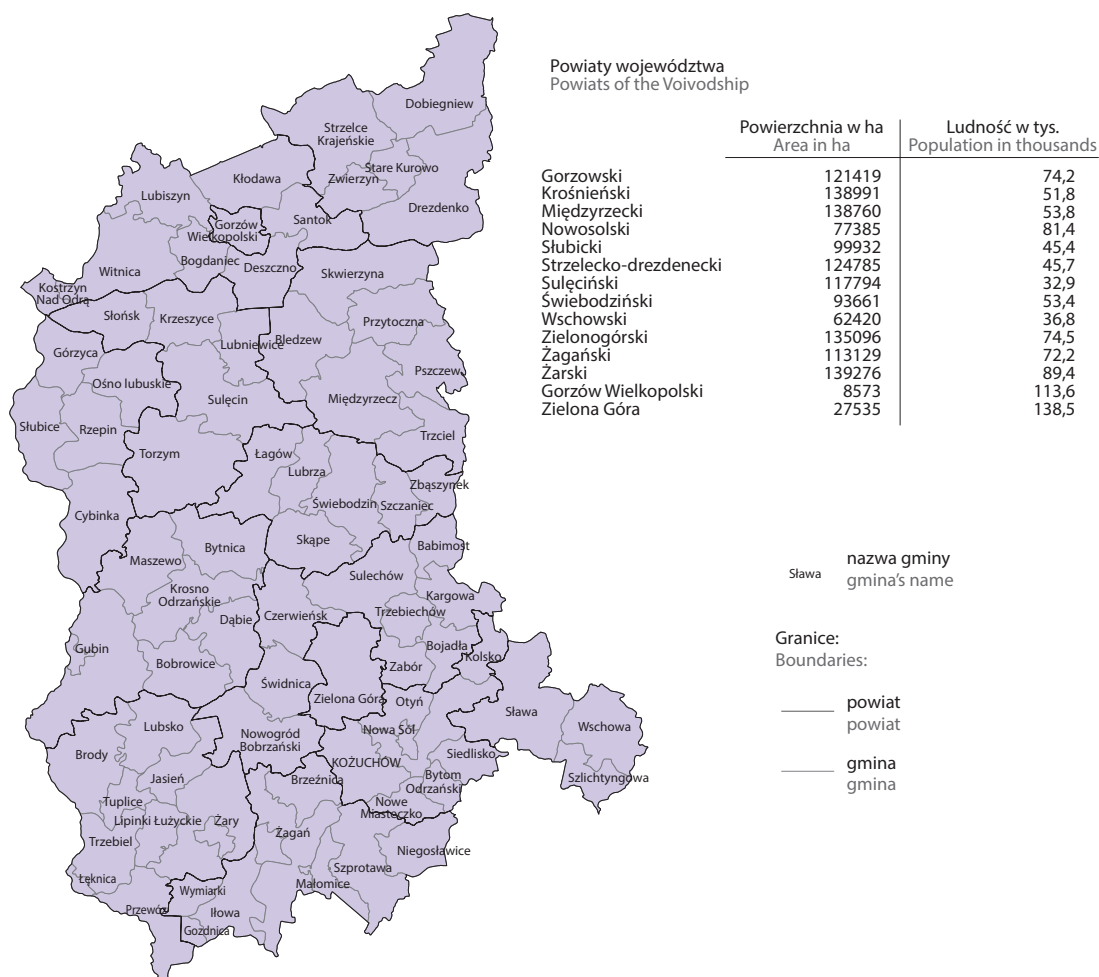 Powiaty województwa
Powiats of the Voivodship
Powierzchnia w ha Ludność w tys.
Area in ha Population in thousands
Gorzowski 121419 74,2
Krośnieński 138991 51,8
Międzyrzecki 138760 53,8
Nowosolski 77385 81,4
Słubicki 99932 45,4
Strzelecko-drezdenecki 124785 45,7
Sulęciński 117794 32,9
Świebodziński 93661 53,4
Wschowski 62420 36,8
Zielonogórski 135096 74,5
Żagański 113129 72,2
Żarski 139276 89,4
Gorzów Wielkopolski 8573 113,6
Zielona Góra 27535 138,5
Dobiegniew
Strzelce
Krajeńskie
Stare Kurowo
Zwierzyn
Kłodawa
Lubiszyn
Drezdenko
Santok
Gorzów
Wielkopolski
Bogdaniec
Deszczno
Witnica
Skwierzyna
Kostrzyn
Nad Odrą
Słońsk
Krzeszyce
Przytoczna
Lubniewice
Bledzew
Górzyca
Pszczew
Ośno lubuskie
Sulęcin
Międzyrzecz
Słubice
Rzepin
Trzciel
Torzym
Łagów
Lubrza
Zbąszynek
Świebodzin
Szczaniec
Cybinka
Skąpe
Babimost
Bytnica
Maszewo
Sulechów
Krosno
Odrzańskie
Kargowa
Trzebiechów
Dąbie
Czerwieńsk
Gubin
Bojadła
Kolsko
Bobrowice
Zabór
Świdnica
Zielona Góra
Otyń
Sława
Wschowa
Lubsko
Nowogród
Bobrzański
Nowa Sól
Brody
Siedlisko
KOŻUCHÓW
Jasień
Brzeźnica
Bytom
Odrzański
Szlichtyngowa
Tuplice
Nowe
Miasteczko
Lipinki Łużyckie
Żary
Żagań
Trzebiel
Niegosławice
Szprotawa
Łęknica
Małomice
Wymiarki
Przewóz
Iłowa
Gozdnica
Sława
nazwa gminy
gmina's name
Granice:
Boundaries:
powiat
powiat
gmina
gmina